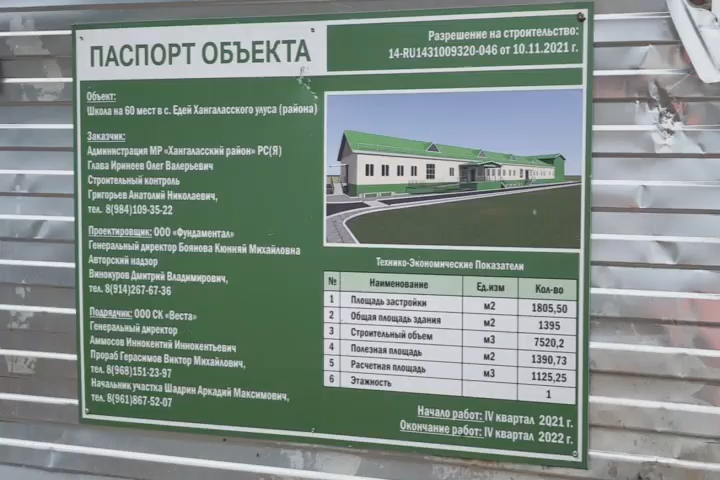 ПАСПОРТ ОБЪЕКТА
Разрешение на строительство:
14-RU1431009320-046 от 10.11.2021 г.
Объект:
Школа на 60 мест в с. Едей Хангаласского улуса (района)
Заказчик:
Администрация МР «Хангаласский район» РС(Я)
Глава Иринеев Олег Валерьевич
Строительный контроль
Григорьев Анатолий Николаевич,
тел. 8(984)109-35-22
Проектировщик: ООО «Фундаментал»
Генеральный директор Боянова Кюнняй Михайловна
Авторский надзор
Винокуров Дмитрий Владимирович,
тел. 8(914)267-67-36
Подрядчик: ООО СК «Веста»
Генеральный директор
Аммосов Иннокентий Иннокентьевич
Прораб Герасимов Виктор Михайлович,
тел. 8(968)151-23-97
Начальник участка Шадрин Аркадий Максимович,
тел. 8(961)867-52-07
Технико-Экономические Показатели
№ Наименование Ед.изм Кол-во
1 Площадь застройки м2 1805,50
2 Общая площадь здания м2 1395
3 Строительный объем м3 7520,2
4 Полезная площадь м2 1390,73
5 Расчетная площадь м3 1125,25
6 Этажность 1
Начало работ: IV квартал 2021 г.
Окончание работ: IV квартал 2022 г.